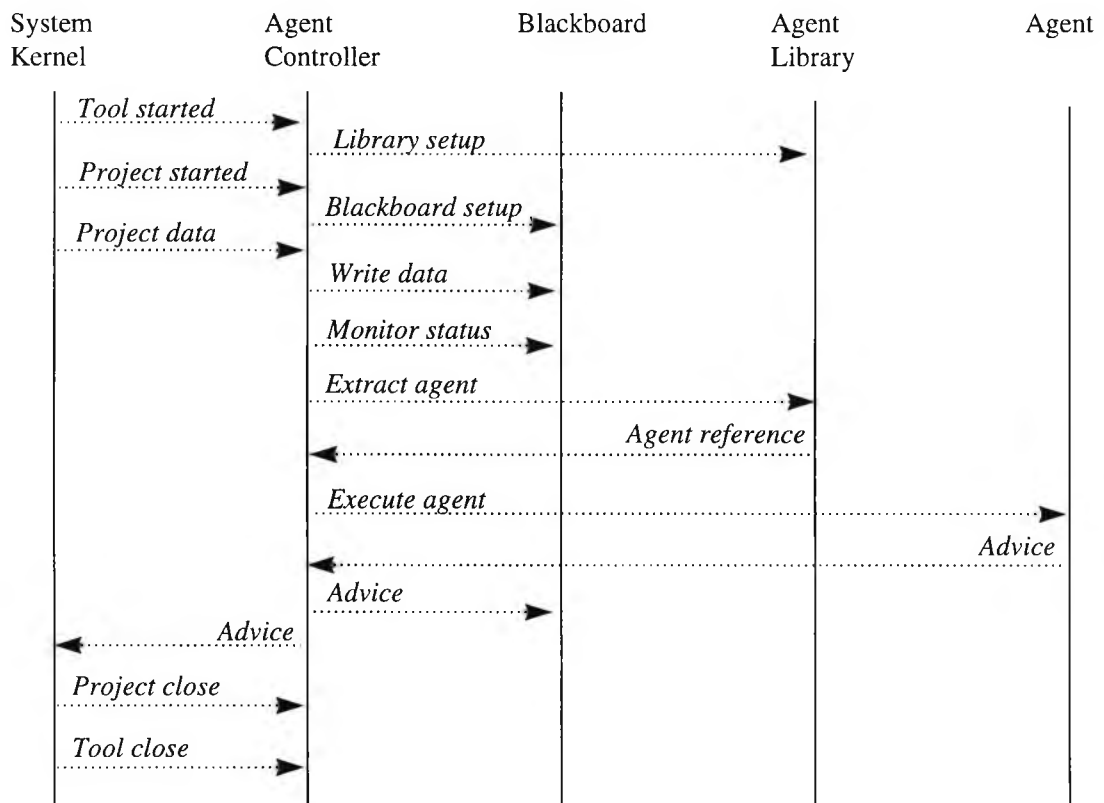 System Kernel
Agent Controller
Blackboard
Agent Library
Agent
Tool started
Library setup
Project started
Blackboard setup
Project data
Write data
Monitor status
Extract agent
Agent reference
Execute agent
Advice
Advice
Advice
Project close
Tool close